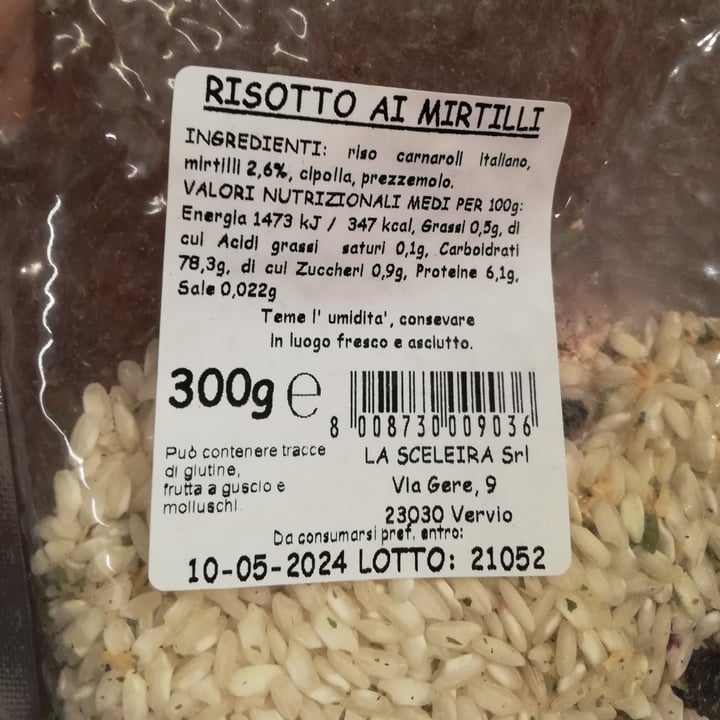 RISOTTO AI MIRTILLI
INGREDIENTI: riso carnaroli italiano,
mirtilli 2,6%, cipolla, prezzemolo.
VALORI NUTRIZIONALI MEDI PER 100g:
Energia 1473 kJ / 347 kcal, Grassi 0,5g, di
cui Acidi grassi saturi 0,1g, Carboidrati
78,3g, di cui Zuccheri 0,9g, Proteine 6,1g,
Sale 0,022g
Teme l' umidita', consevare
in luogo fresco e asciutto.
300g e
8 008730 009036
Può contenere tracce
di glutine,
frutta a guscio e
molluschi.
LA SCELEIRA Srl
Via Gere, 9
23030 Vervio
Da consumarsi pref. entro:
10-05-2024 LOTTO: 21052